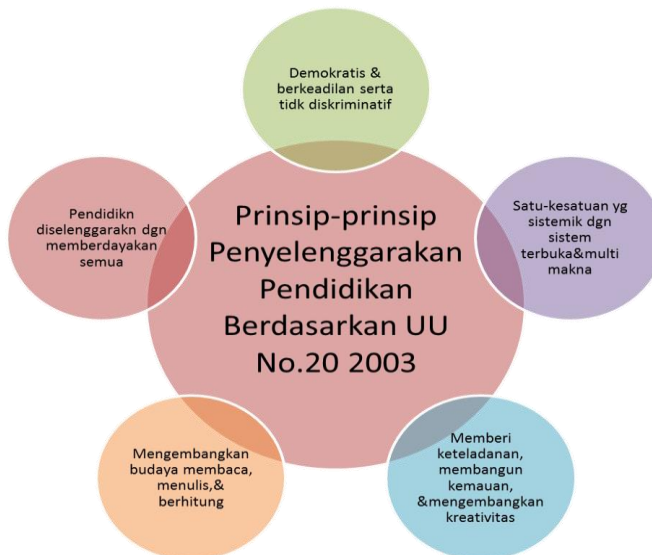 Demokratis &
berkeadilan serta
tidk diskriminatif
Prinsip-prinsip
Penyelenggarakan
Pendidikan
Berdasarkan UU
No.20 2003
Satu-kesatuan yg
sistemik dgn
sistem
terbuka&multi
makna
Memberi
keteladanan,
membangun
kemauan,
&mengembangkan
kreativitas
Mengembangkan
budaya membaca,
menulis,&
berhitung
Pendidikn
diselenggarakn dgn
memberdayakan
semua